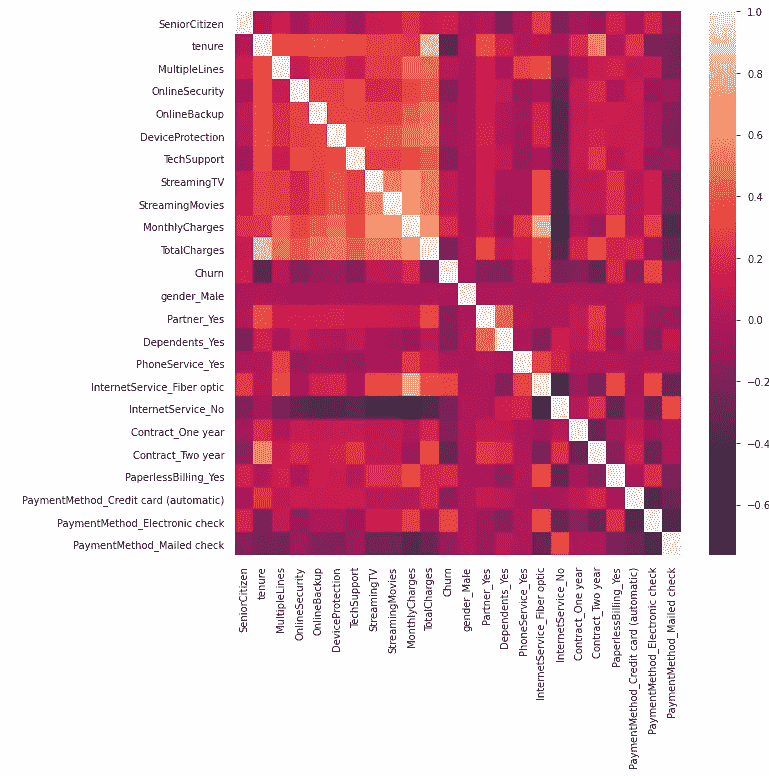 SeniorCitizen
tenure
MultipleLines
OnlineSecurity
OnlineBackup
DeviceProtection
TechSupport
StreamingTV
StreamingMovies
MonthlyCharges
TotalCharges
Churn
gender_Male
Partner_Yes
Dependents_Yes
PhoneService_Yes
InternetService_Fiber optic
InternetService_No
Contract_One year
Contract_Two year
PaperlessBilling_Yes
PaymentMethod_Credit card (automatic)
PaymentMethod_Electronic check
PaymentMethod_Mailed check
SeniorCitizen
tenure
MultipleLines
OnlineSecurity
OnlineBackup
DeviceProtection
TechSupport
StreamingTV
StreamingMovies
MonthlyCharges
TotalCharges
Churn
gender_Male
Partner_Yes
Dependents_Yes
PhoneService_Yes
InternetService_Fiber optic
InternetService_No
Contract_One year
Contract_Two year
PaperlessBilling_Yes
PaymentMethod_Credit card (automatic)
PaymentMethod_Electronic check
PaymentMethod_Mailed check
1.0
0.8
0.6
0.4
0.2
0.0
−0.2
−0.4
−0.6